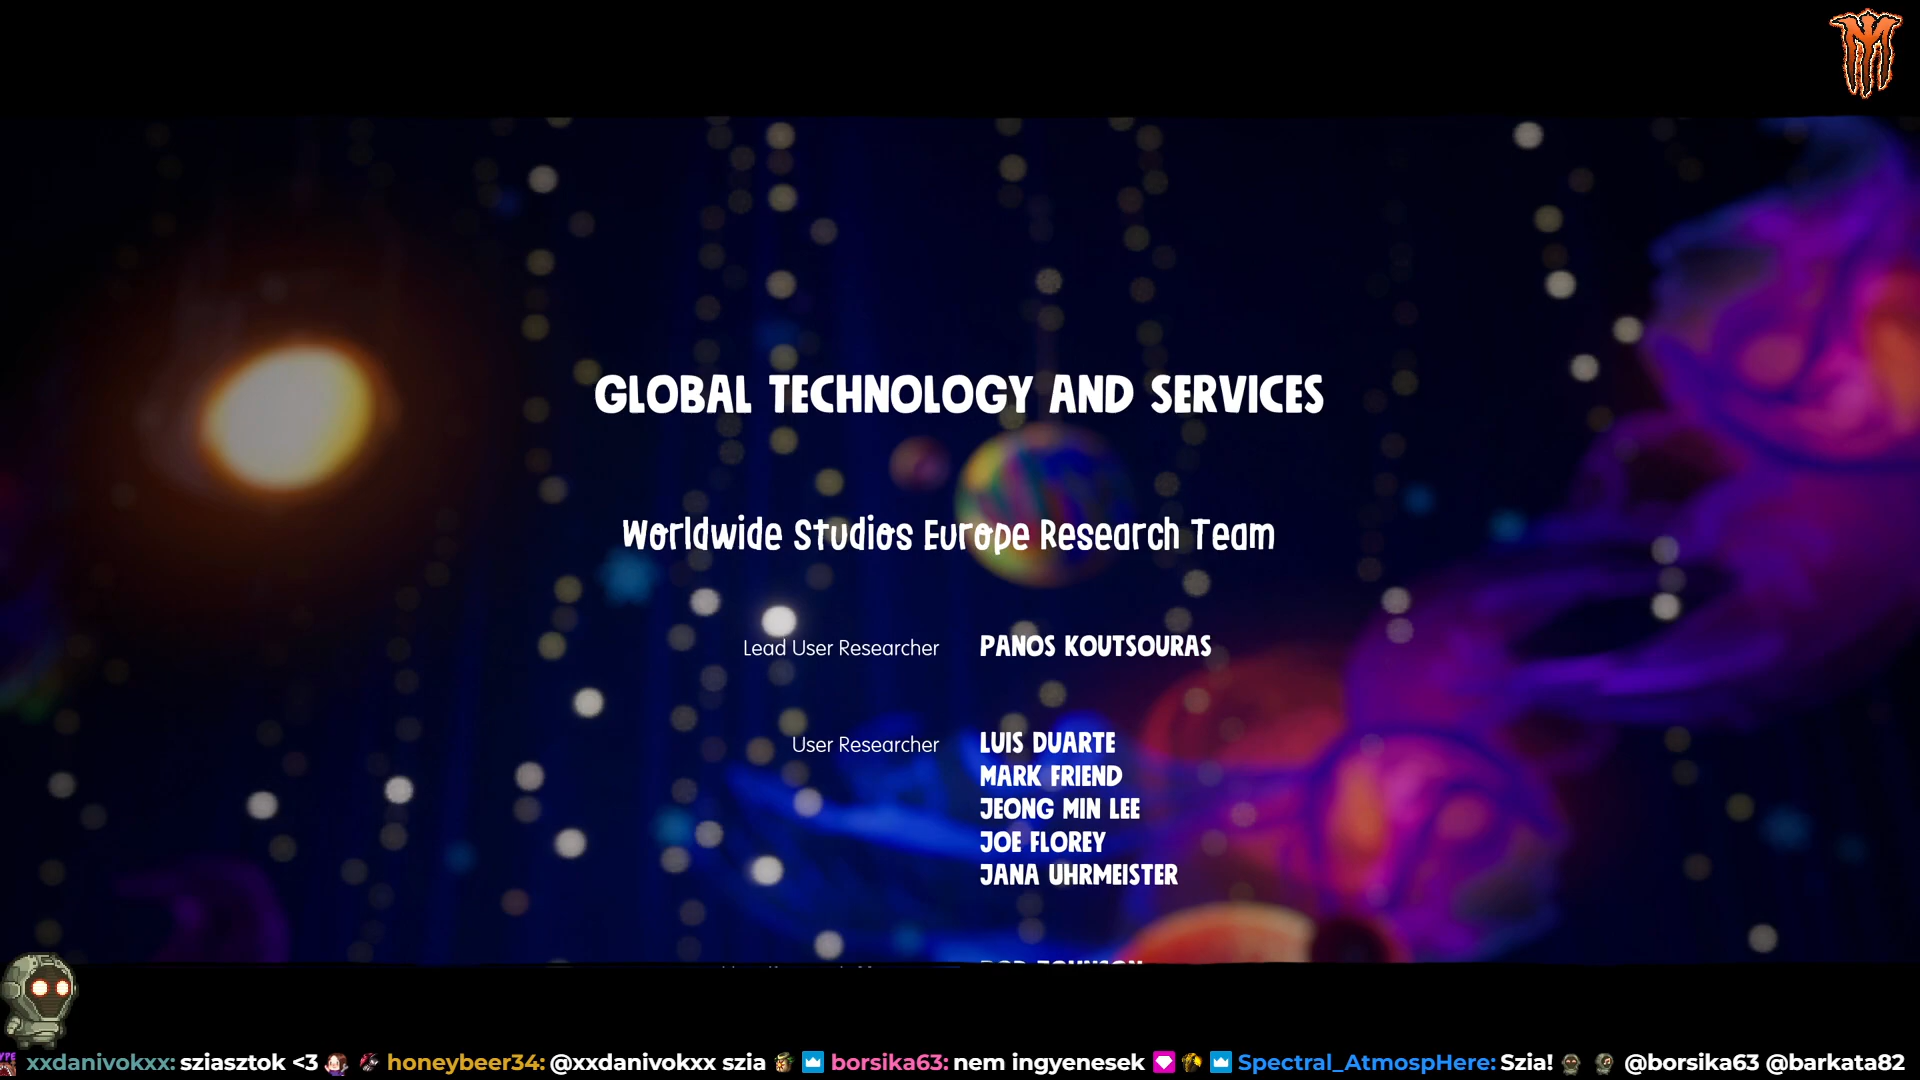 GLOBAL TECHNOLOGY AND SERVICES
Worldwide Studios Europe Research Team
Lead User Researcher PANOS KOUTSOURAS
User Researcher LUIS DUARTE
MARK FRIEND
JEONG MIN LEE
JOE FLOREY
JANA UHRMEISTER
xxdanivokxx: sziasztok <3 honeybeer34: @xxdanivokxx szia borsika63: nem ingyenesek Spectral_AtmospHere: Szia! @borsika63 @barkata82